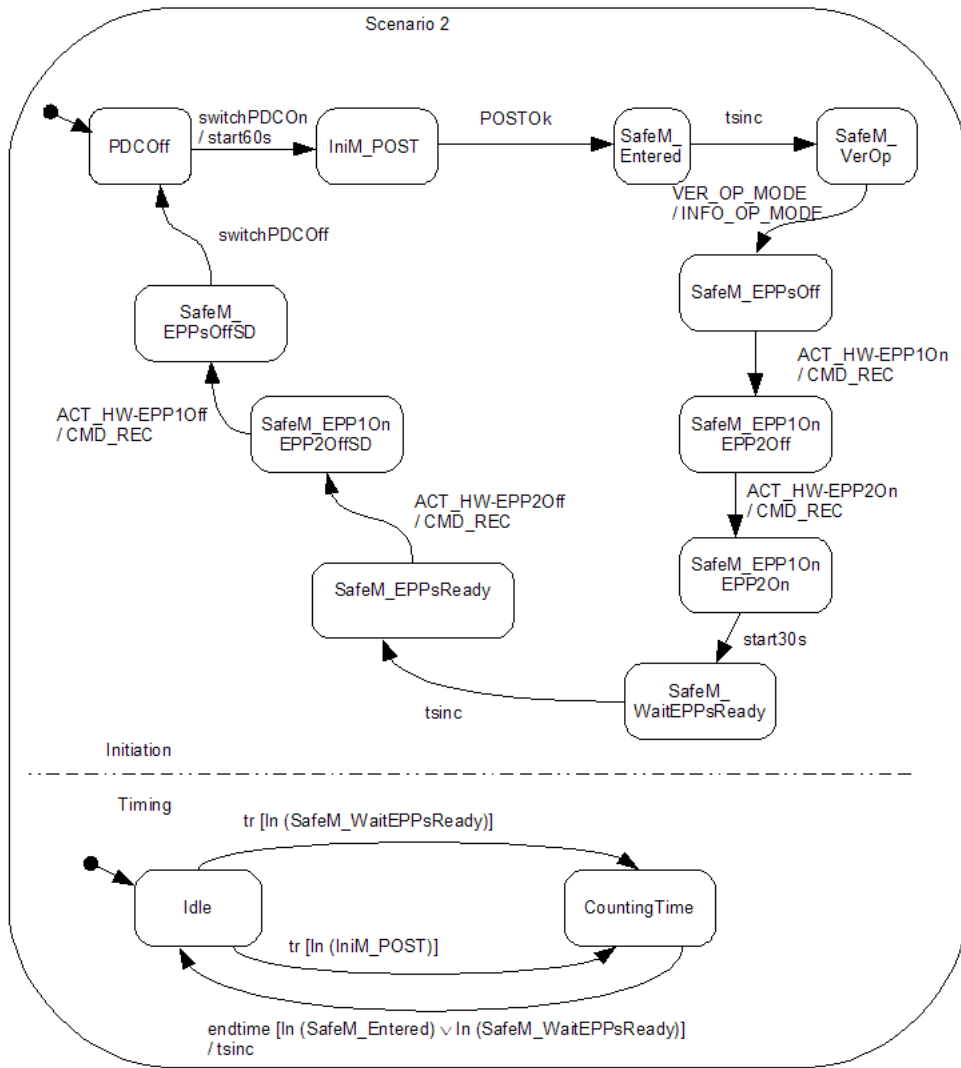 Scenario 2
PDCOff
switchPDCOn
/ start60s
IniM_POST
POSTOk
SafeM_
Entered
tsinc
SafeM_
VerOp
VER_OP_MODE
/ INFO_OP_MODE
switchPDCOff
SafeM_EPPsOff
SafeM_
EPPsOffSD
ACT_HW-EPP1On
/ CMD_REC
ACT_HW-EPP1Off
/ CMD_REC
SafeM_EPP1On
EPP2OffSD
SafeM_EPP1On
EPP2Off
ACT_HW-EPP2Off
/ CMD_REC
ACT_HW-EPP2On
/ CMD_REC
SafeM_EPPsReady
SafeM_EPP1On
EPP2On
start30s
SafeM_
WaitEPPsReady
tsinc
Initiation
Timing
tr [In (SafeM_WaitEPPsReady)]
Idle
CountingTime
tr [In (IniM_POST)]
endtime [In (SafeM_Entered) ∨ In (SafeM_WaitEPPsReady)]
/ tsinc